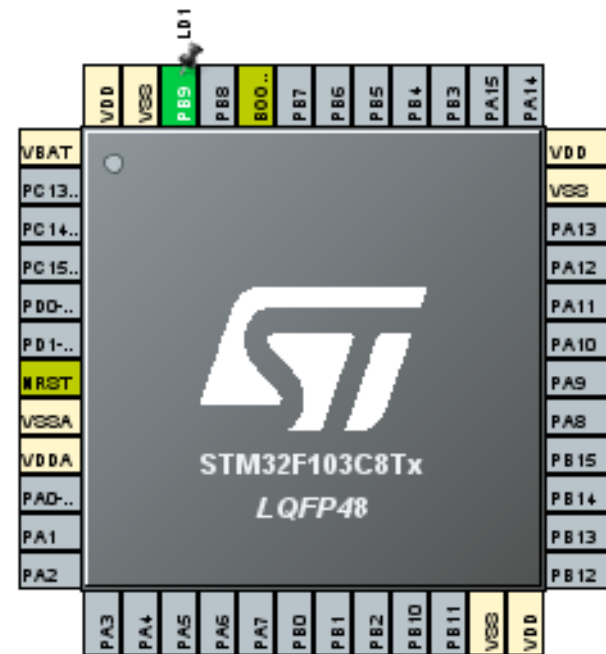 LD1
VDD
VSS
PB9
PB8
BOO..
PB7
PB6
PB5
PB4
PB3
PA15
PA14
VBAT
PC13..
PC14..
PC15..
PD0-..
PD1-..
NRST
VSSA
VDDA
PA0-..
PA1
PA2
STM32F103C8Tx
LQFP48
VDD
VSS
PA13
PA12
PA11
PA10
PA9
PA8
PB15
PB14
PB13
PB12
PA3
PA4
PA5
PA6
PA7
PB0
PB1
PB2
PB10
PB11
VSS
VDD